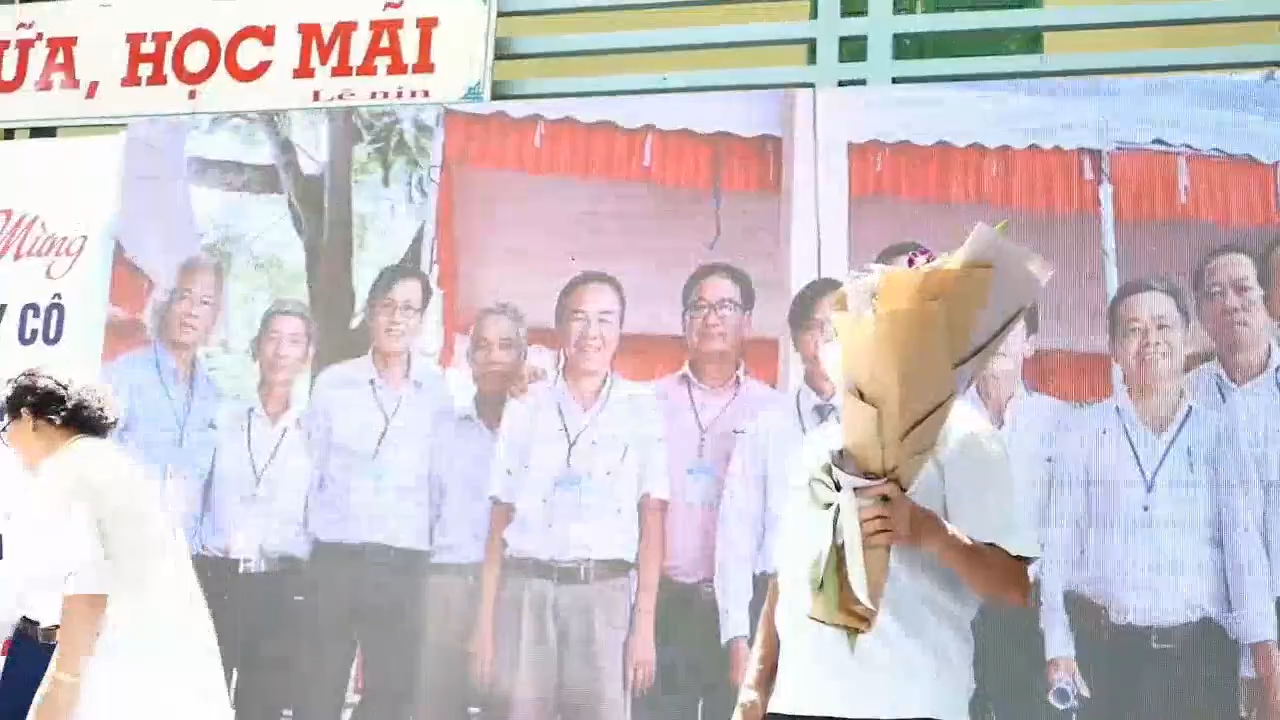 ỮA, HỌC MÃI
Lê nin
Mừng
Y CÔ